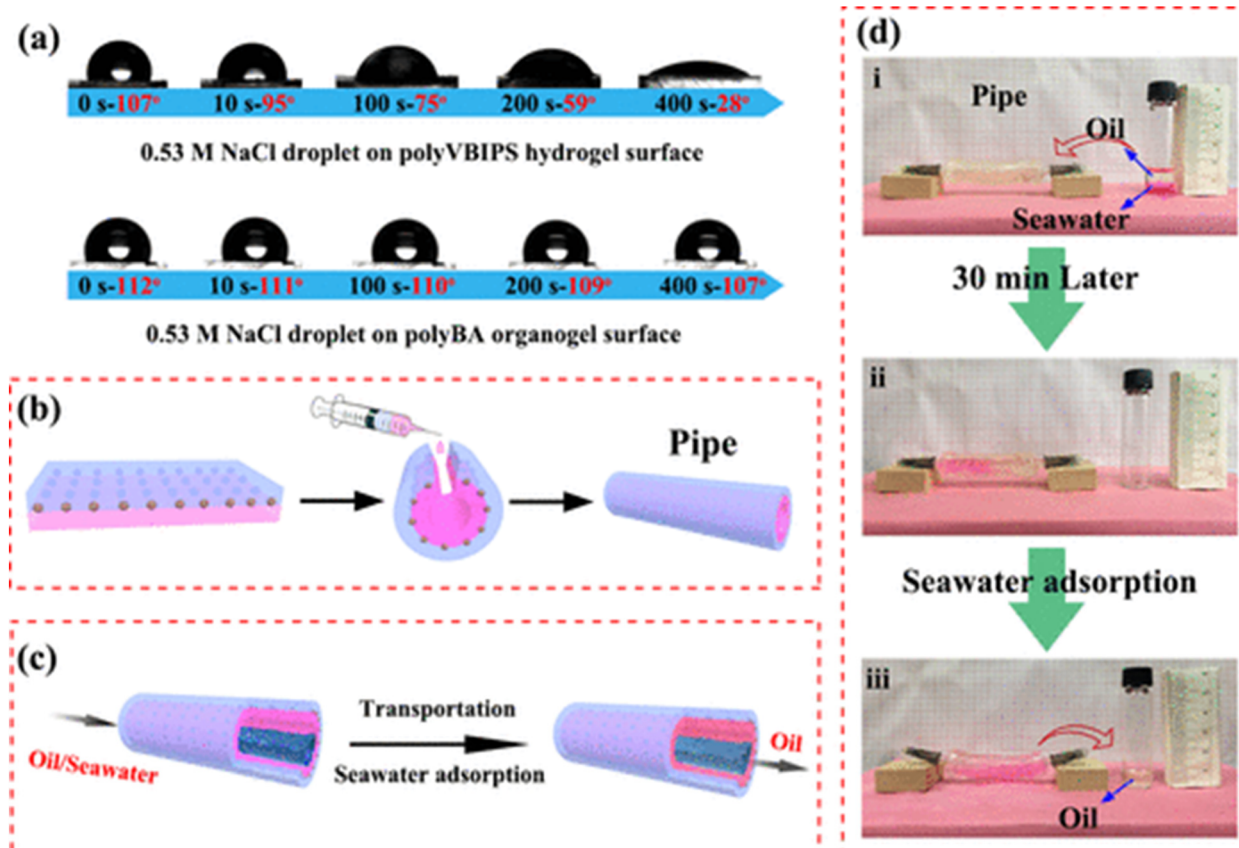 (a)
0 s-107° 10 s-95° 100 s-75° 200 s-59° 400 s-28°
0.53 M NaCl droplet on polyVBIPS hydrogel surface
0 s-112° 10 s-111° 100 s-110° 200 s-109° 400 s-107°
0.53 M NaCl droplet on polyBA organogel surface
(b)
Pipe
(c)
Oil/Seawater
Transportation
Seawater adsorption
Oil
(d)
i
Pipe
Oil
Seawater
30 min Later
ii
Seawater adsorption
iii
Oil